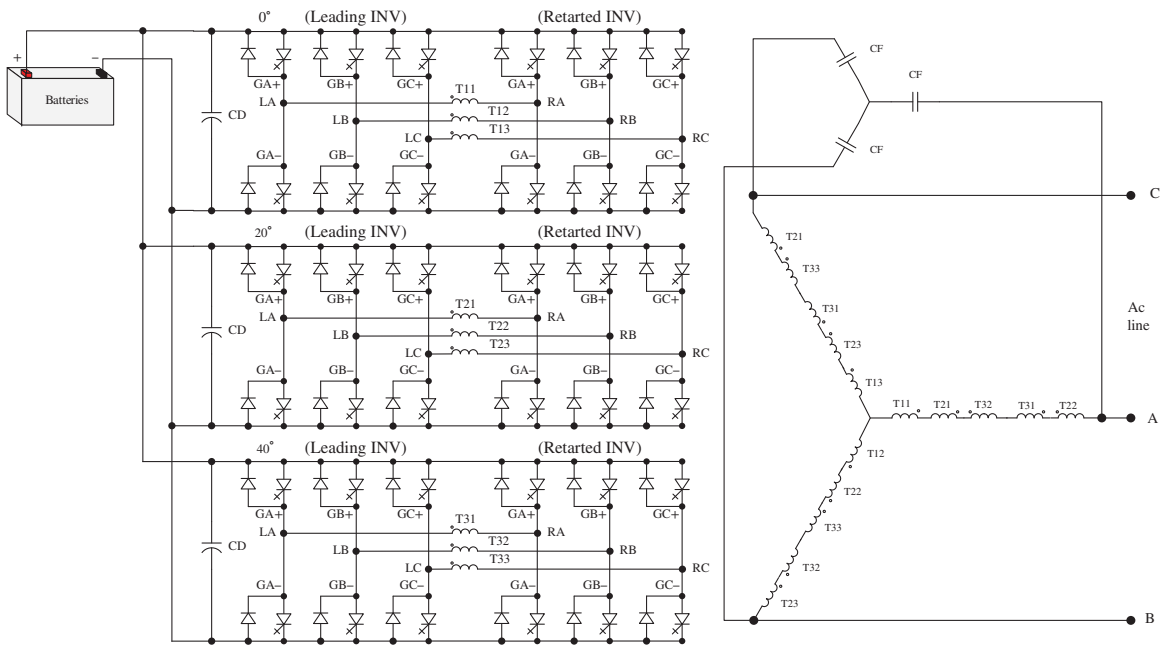 0° (Leading INV) (Retarted INV)
+ −
Batteries
CD
GA+ GB+ GC+ GA+ GB+ GC+
LA T11 RA
LB T12 RB
LC T13 RC
GA− GB− GC− GA− GB− GC−
20° (Leading INV) (Retarted INV)
CD
GA+ GB+ GC+ GA+ GB+ GC+
LA T21 RA
LB T22 RB
LC T23 RC
GA− GB− GC− GA− GB− GC−
40° (Leading INV) (Retarted INV)
CD
GA+ GB+ GC+ GA+ GB+ GC+
LA T31 RA
LB T32 RB
LC T33 RC
GA− GB− GC− GA− GB− GC−
CF
CF
CF
C
T21
T33
T31
T23
T13
Ac
line
T11 T21 T32 T31 T22
A
T12
T22
T33
T32
T23
B